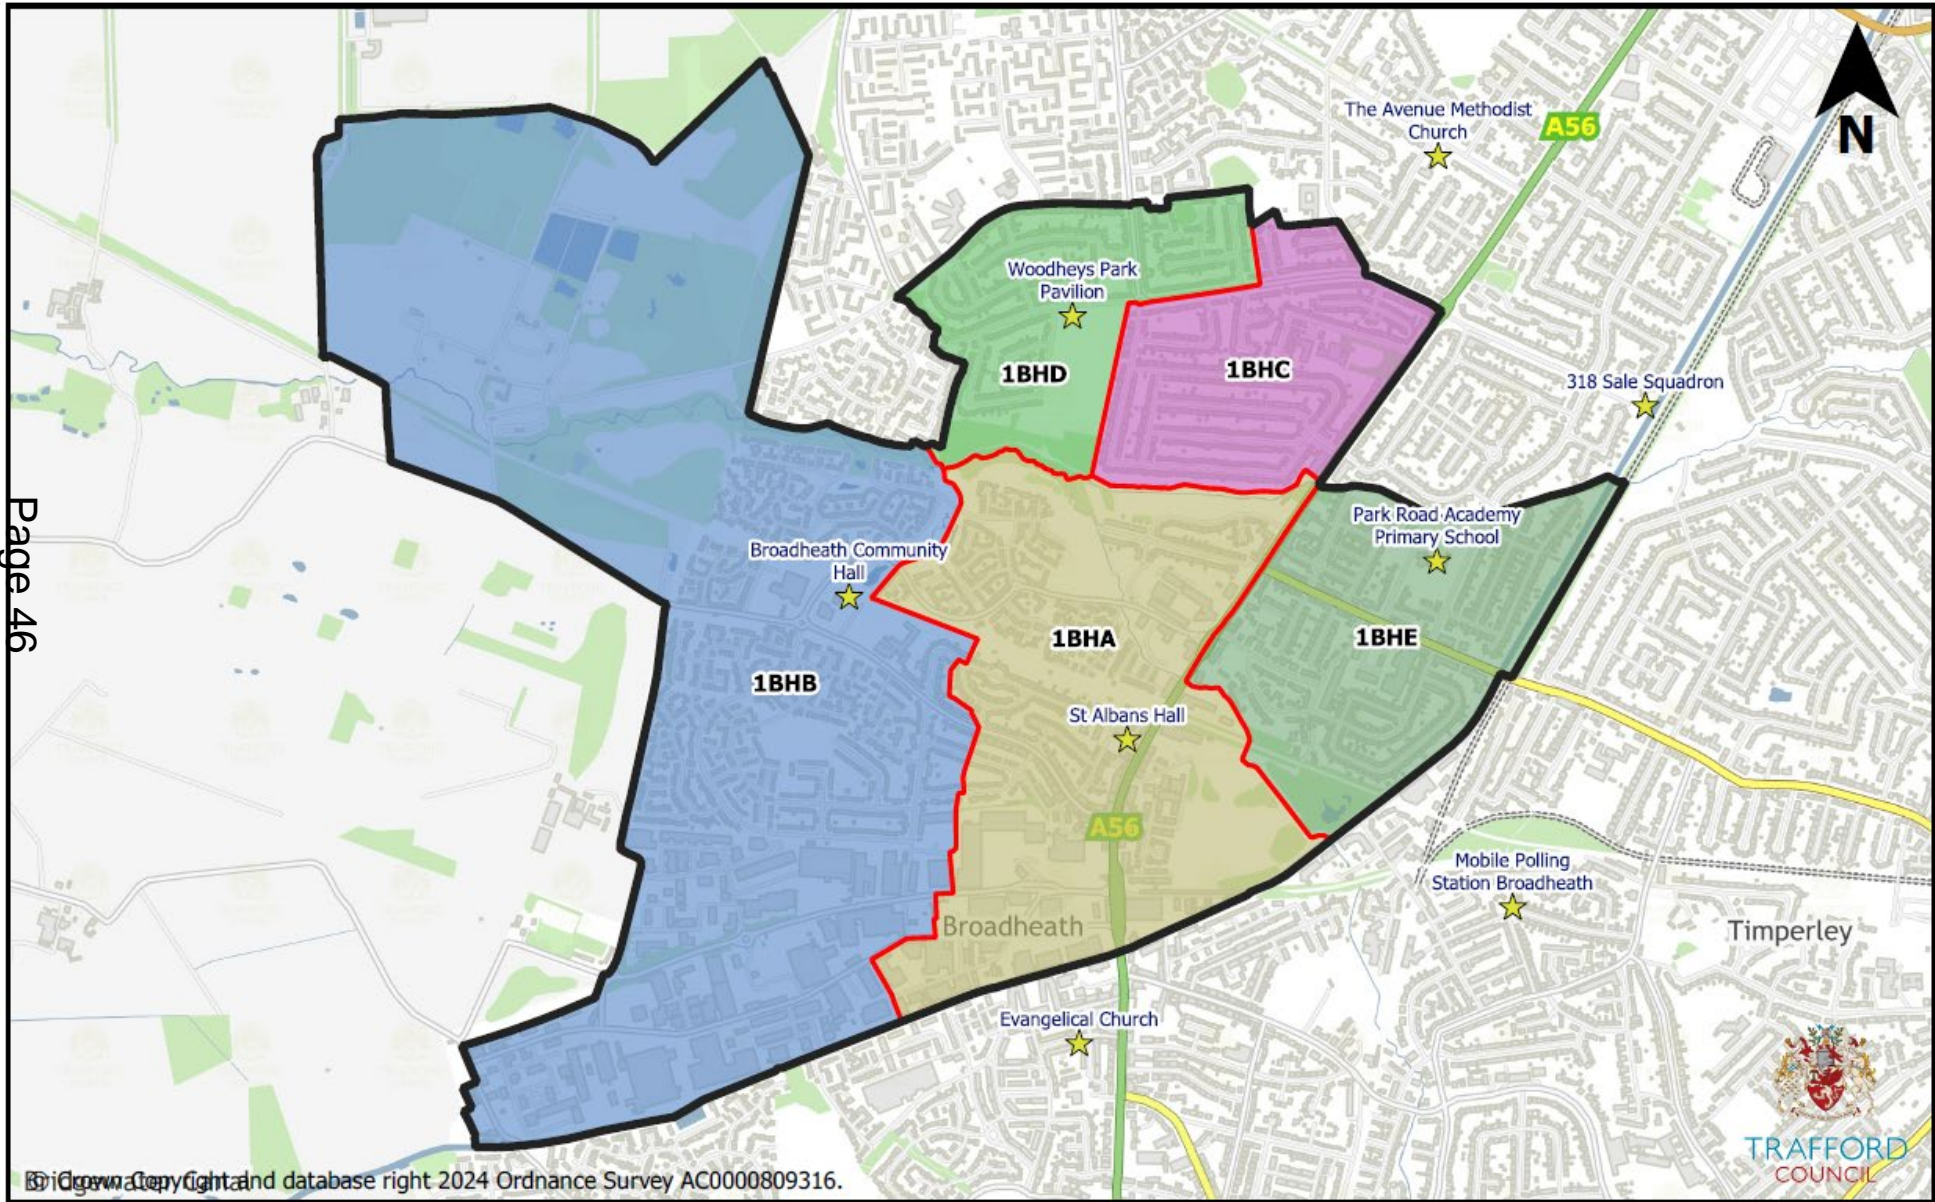 The Avenue Methodist
Church
A56
N
Woodheys Park
Pavilion
1BHD
1BHC
318 Sale Squadron
Page 46
Park Road Academy
Primary School
Broadheath Community
Hall
1BHA
1BHE
1BHB
St Albans Hall
A56
Mobile Polling
Station Broadheath
Broadheath
Timperley
Evangelical Church
TRAFFORD
COUNCIL
Bridgewater Canal
© Crown Copyright and database right 2024 Ordnance Survey AC0000809316.